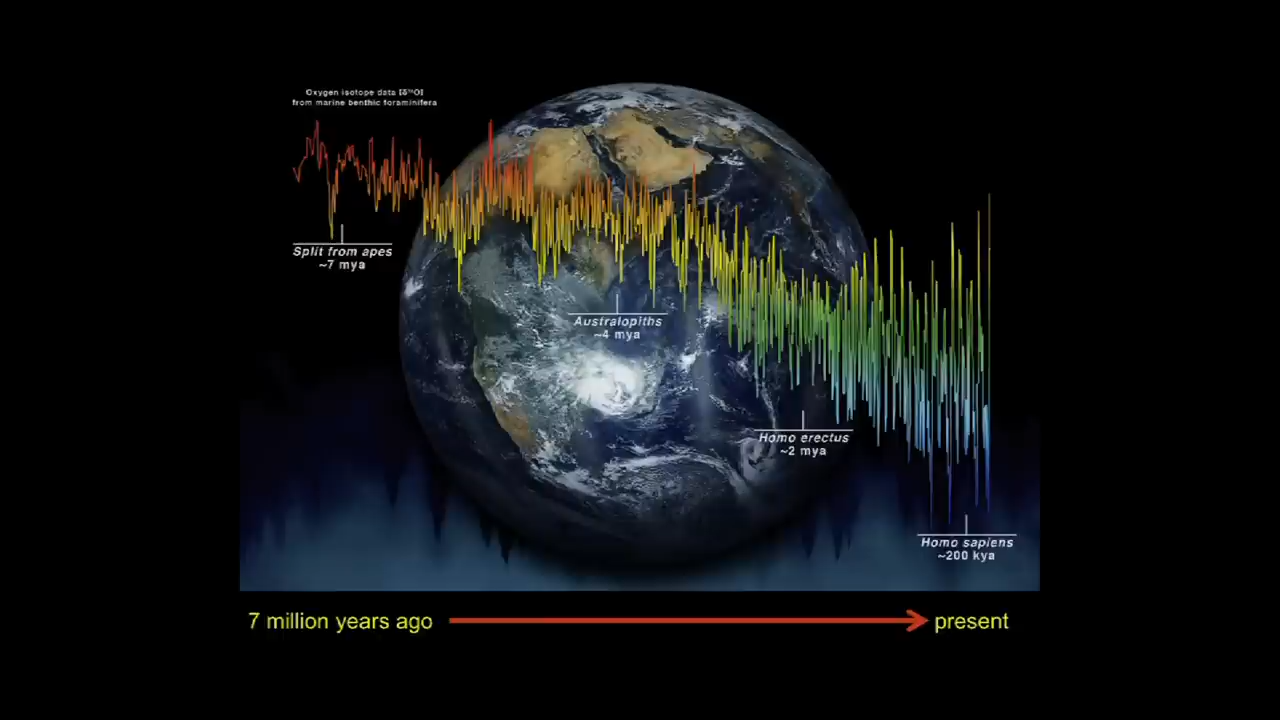 Oxygen isotope data [δ¹⁸O]
from marine benthic foraminifera
Split from apes
~7 mya
Australopiths
~4 mya
Homo erectus
~2 mya
Homo sapiens
~200 kya
7 million years ago
present